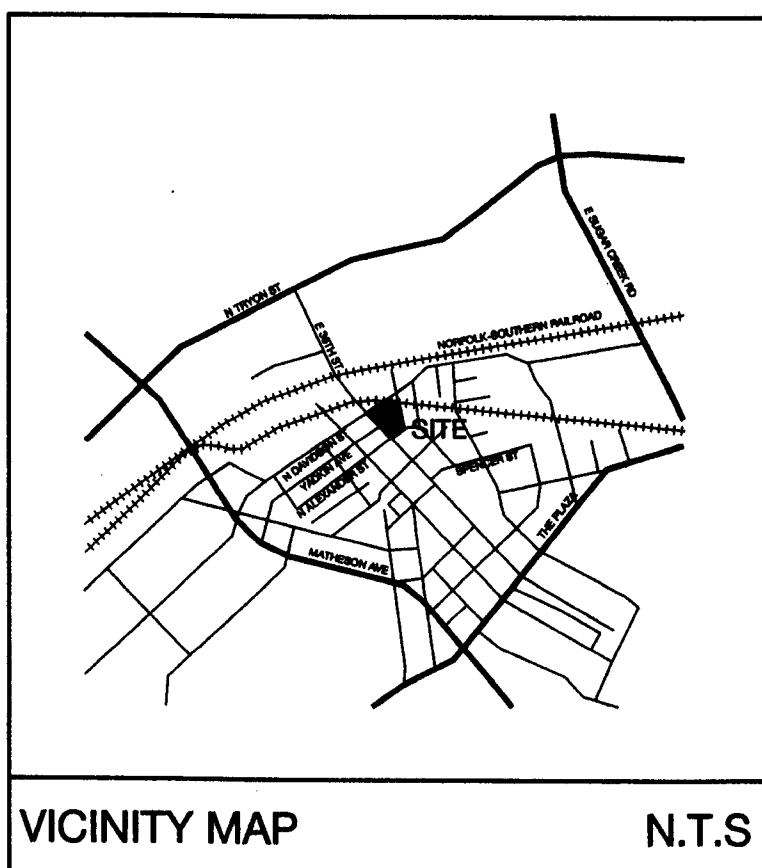 E SUGAR CREEK RD
N TRYON ST
NORFOLK-SOUTHERN RAILROAD
E 36TH ST.
SITE
N DAVIDSON ST
YADKIN AVE
SPENCER ST
N ALEXANDER ST
THE PLAZA
MATHESON AVE
VICINITY MAP
N.T.S